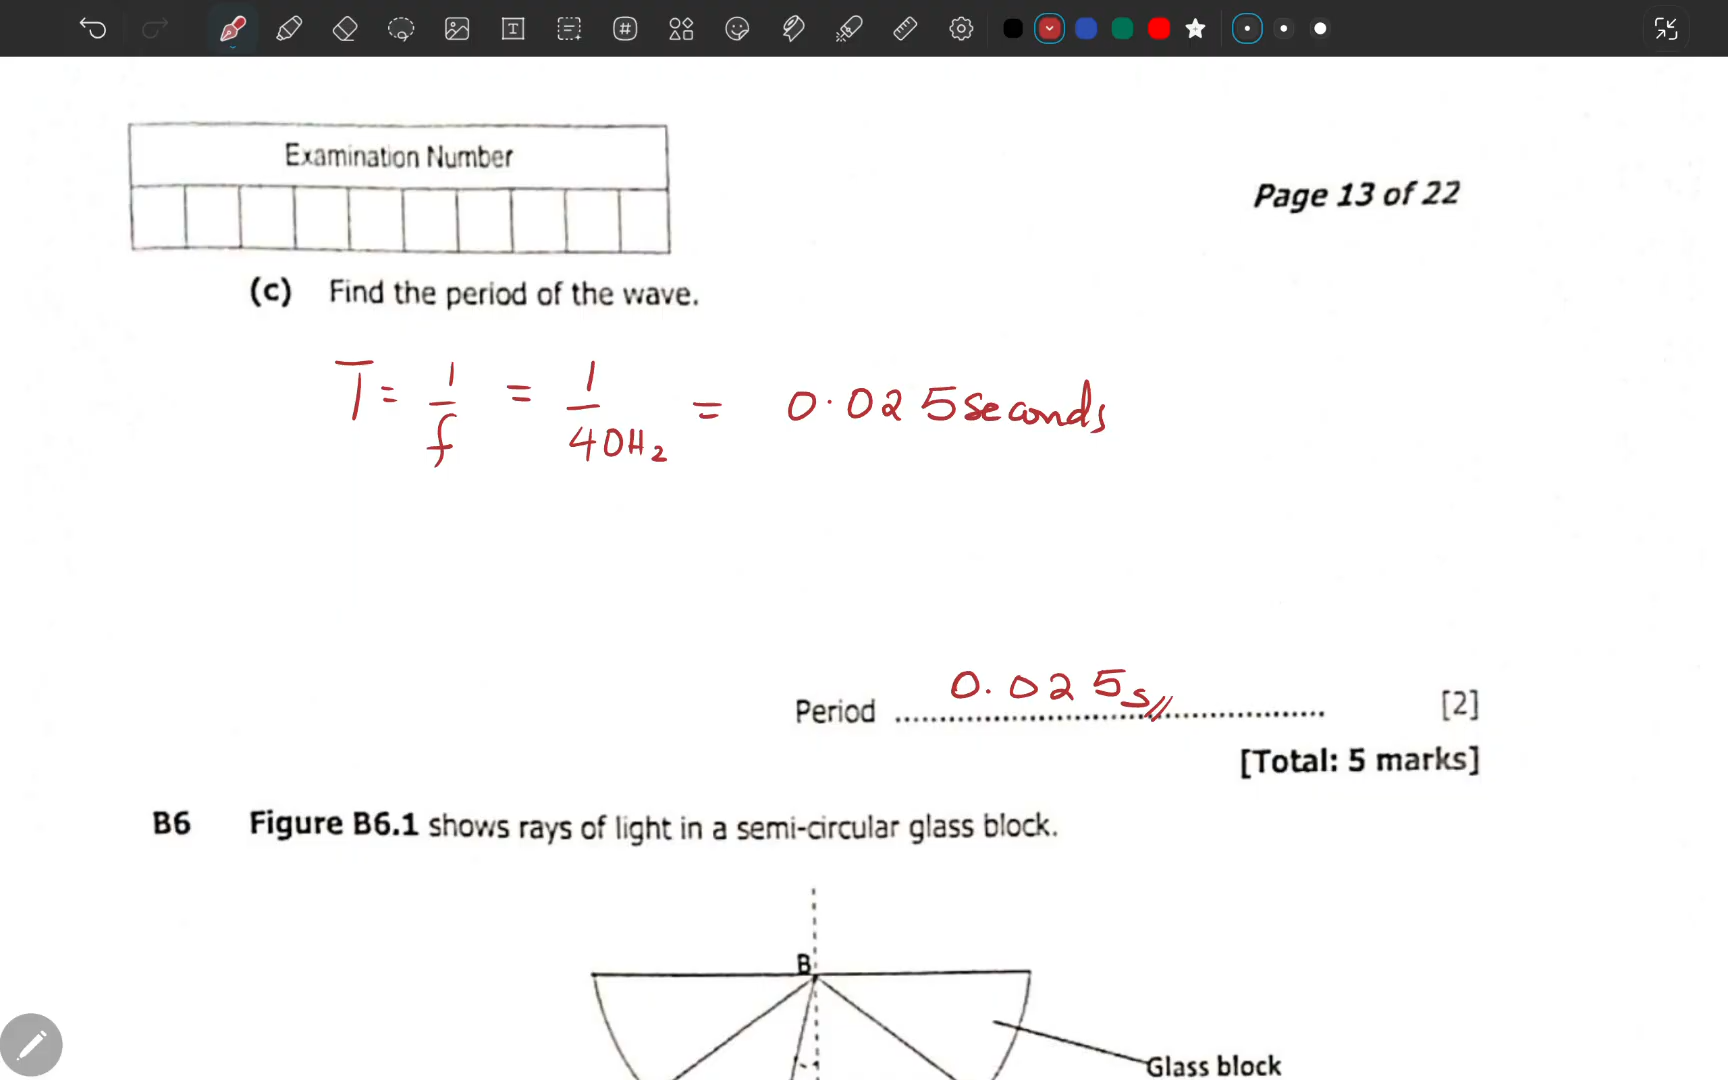 Examination Number
Page 13 of 22
(c) Find the period of the wave.
T = 1/f = 1/40Hz = 0.025 seconds
0.025s
Period ........................................ [2]
[Total: 5 marks]
B6 Figure B6.1 shows rays of light in a semi-circular glass block.
B
Glass block